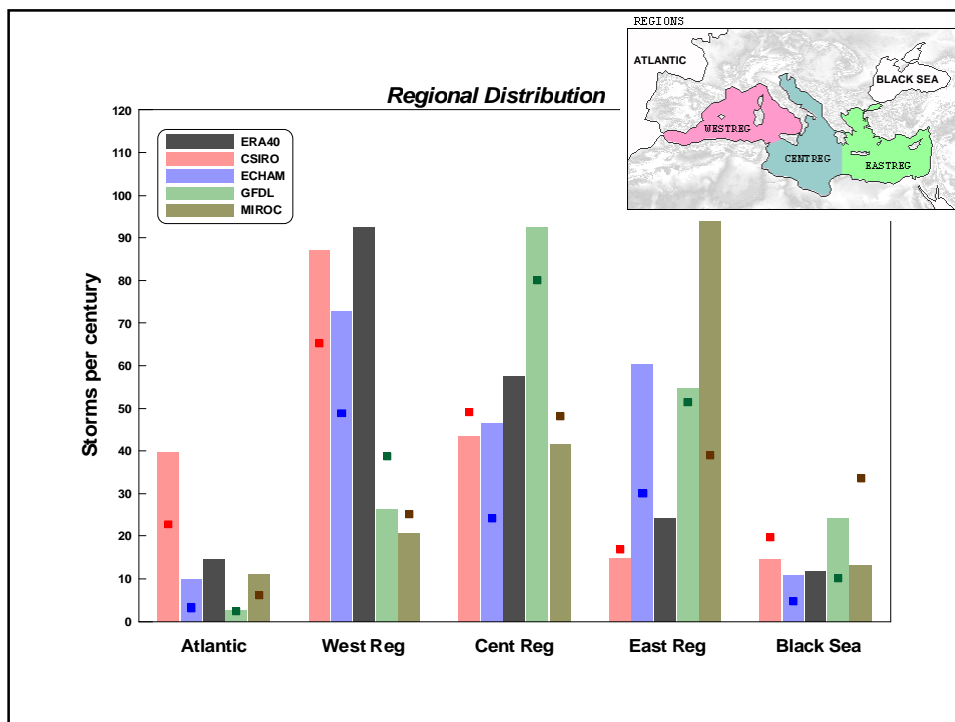 REGIONS
ATLANTIC
BLACK SEA
WESTREG
CENTREG
EASTREG
Regional Distribution
ERA40
CSIRO
ECHAM
GFDL
MIROC
Storms per century
120
110
100
90
80
70
60
50
40
30
20
10
0
Atlantic West Reg Cent Reg East Reg Black Sea